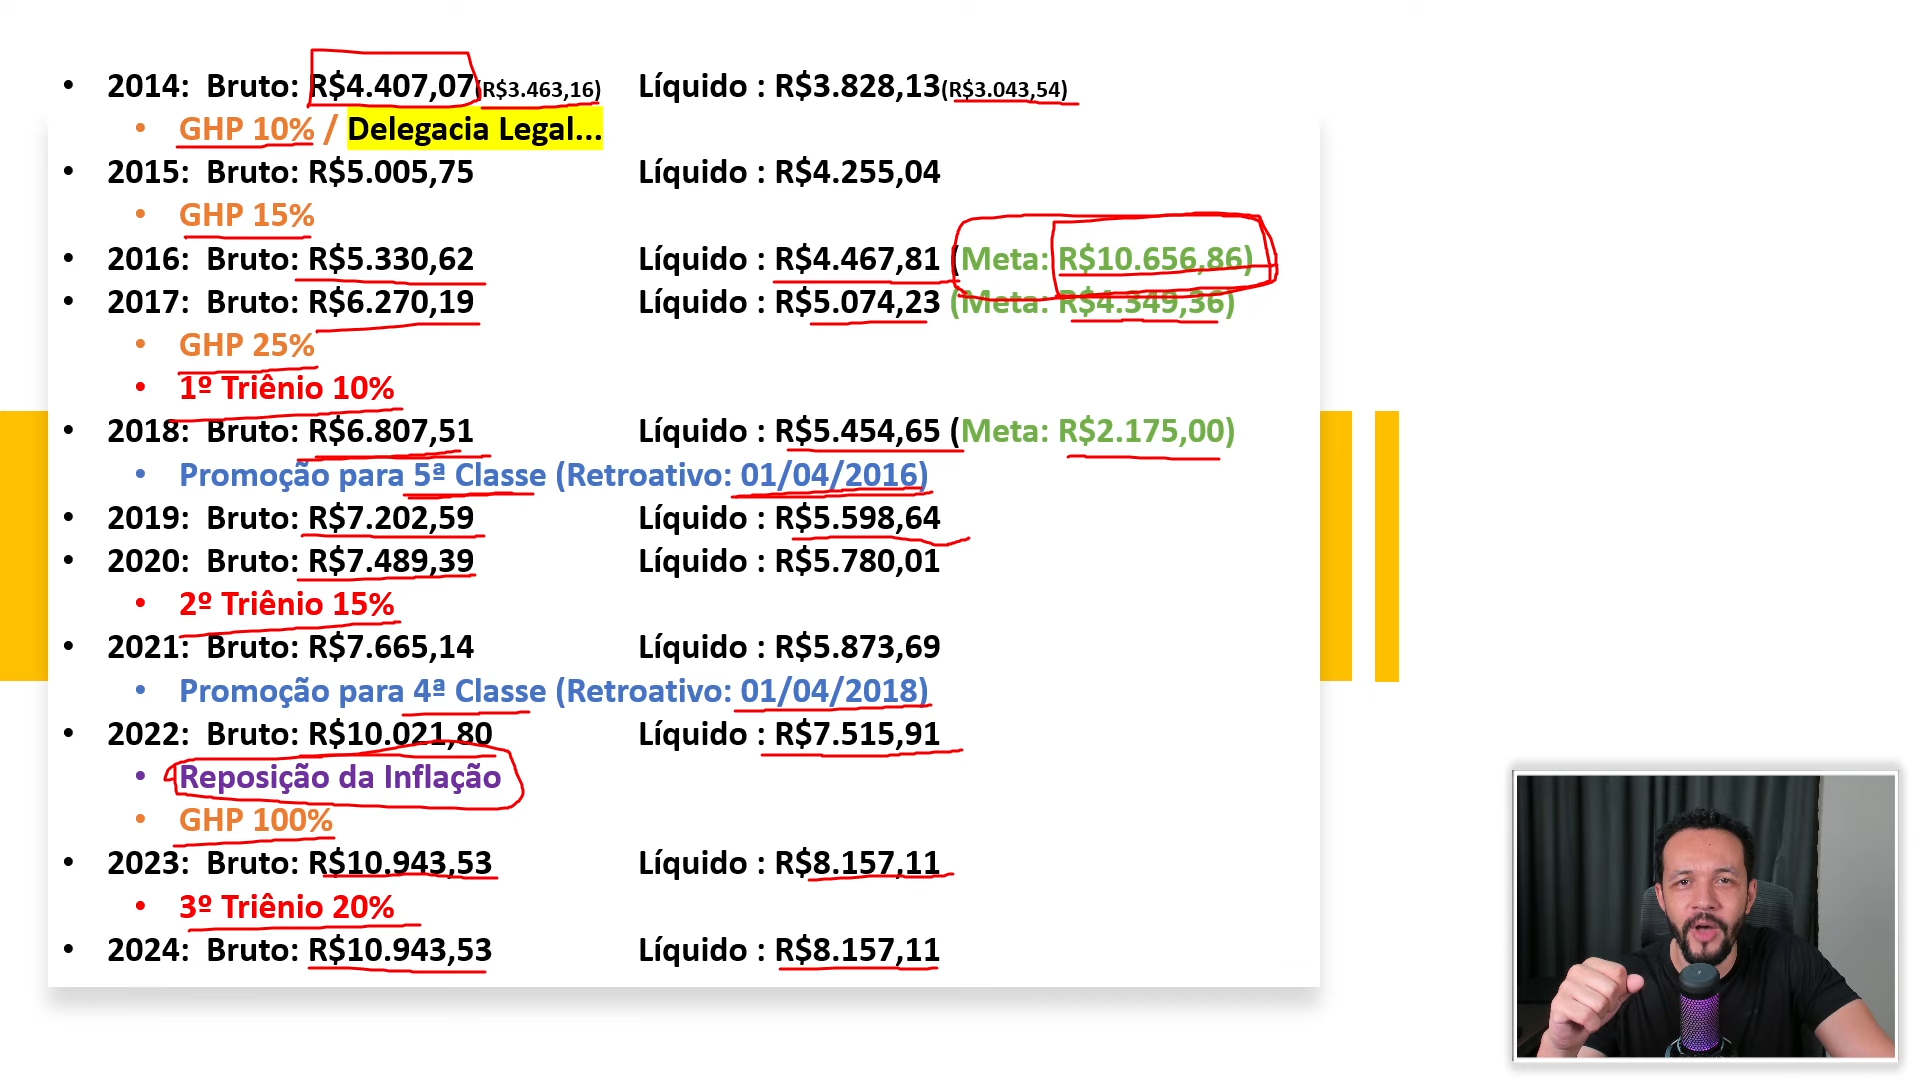 • 2014: Bruto: R$4.407,07(R$3.463,16) Líquido : R$3.828,13(R$3.043,54)
• GHP 10% / Delegacia Legal...
• 2015: Bruto: R$5.005,75 Líquido : R$4.255,04
• GHP 15%
• 2016: Bruto: R$5.330,62 Líquido : R$4.467,81 (Meta: R$10.656,86)
• 2017: Bruto: R$6.270,19 Líquido : R$5.074,23 (Meta: R$4.349,36)
• GHP 25%
• 1º Triênio 10%
• 2018: Bruto: R$6.807,51 Líquido : R$5.454,65 (Meta: R$2.175,00)
• Promoção para 5ª Classe (Retroativo: 01/04/2016)
• 2019: Bruto: R$7.202,59 Líquido : R$5.598,64
• 2020: Bruto: R$7.489,39 Líquido : R$5.780,01
• 2º Triênio 15%
• 2021: Bruto: R$7.665,14 Líquido : R$5.873,69
• Promoção para 4ª Classe (Retroativo: 01/04/2018)
• 2022: Bruto: R$10.021,80 Líquido : R$7.515,91
• Reposição da Inflação
• GHP 100%
• 2023: Bruto: R$10.943,53 Líquido : R$8.157,11
• 3º Triênio 20%
• 2024: Bruto: R$10.943,53 Líquido : R$8.157,11